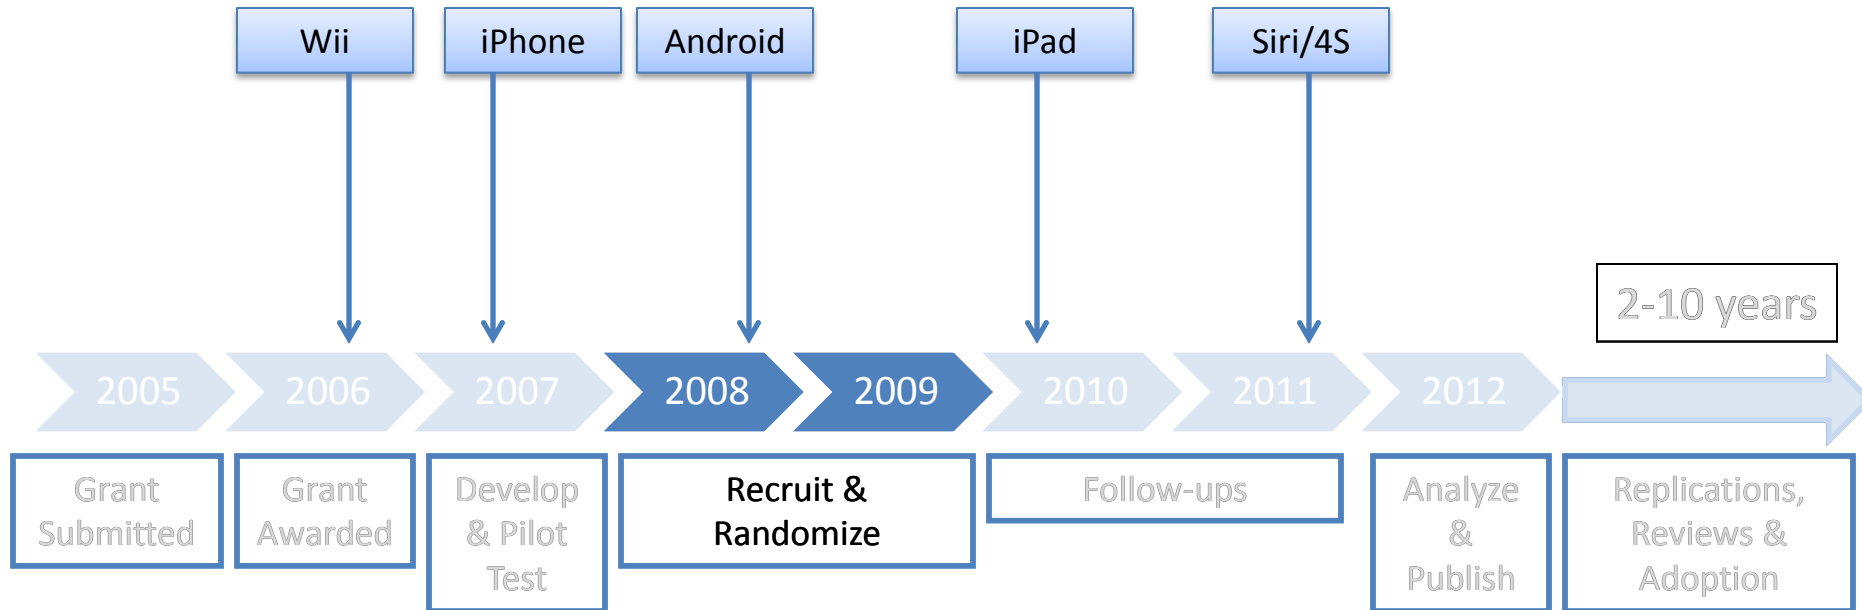 Wii
iPhone
Android
iPad
Siri/4S
2-10 years
2005
2006
2007
2008
2009
2010
2011
2012
Grant
Submitted
Grant
Awarded
Develop
& Pilot
Test
Recruit &
Randomize
Follow-ups
Analyze
&
Publish
Replications,
Reviews &
Adoption